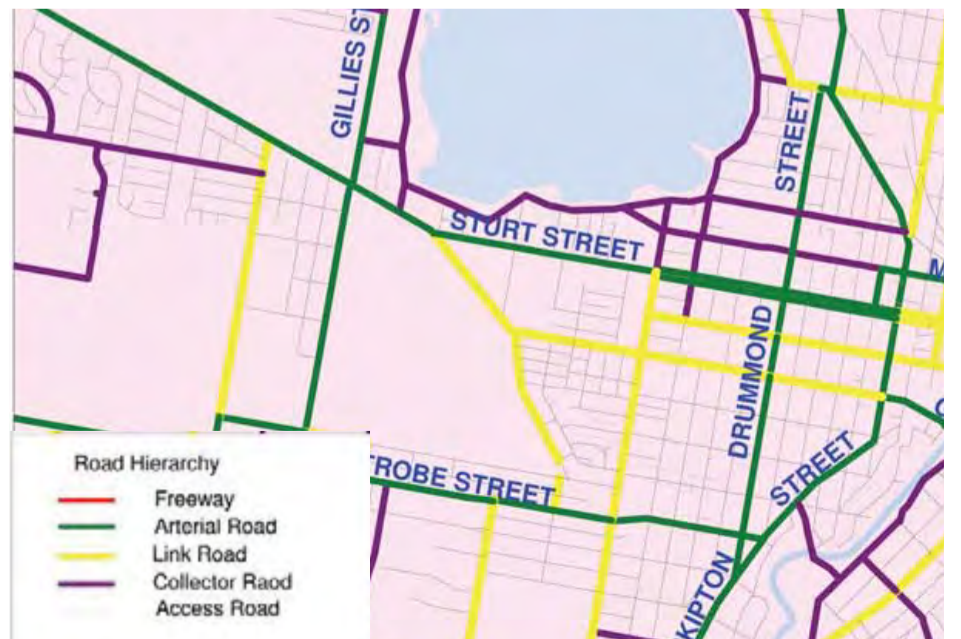 GILLIES ST
STREET
STURT STREET
DRUMMOND
STREET
TROBE STREET
KIPTON
Road Hierarchy
Freeway
Arterial Road
Link Road
Collector Raod
Access Road